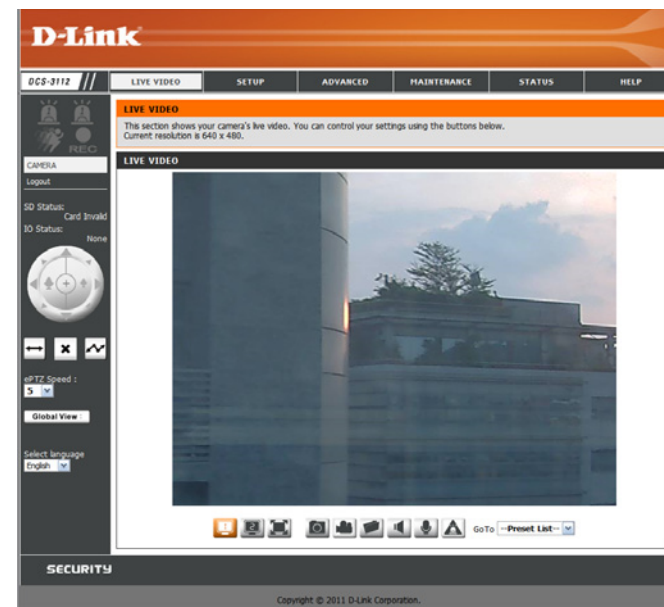 D-Link
DCS-3112 // LIVE VIDEO SETUP ADVANCED MAINTENANCE STATUS HELP
REC
CAMERA
Logout
SD Status:
Card Invalid
IO Status:
None
ePTZ Speed :
5
Global View :
Select language
English
LIVE VIDEO
This section shows your camera's live video. You can control your settings using the buttons below.
Current resolution is 640 x 480.
LIVE VIDEO
1 2 GoTo --Preset List--
SECURITY
Copyright © 2011 D-Link Corporation.